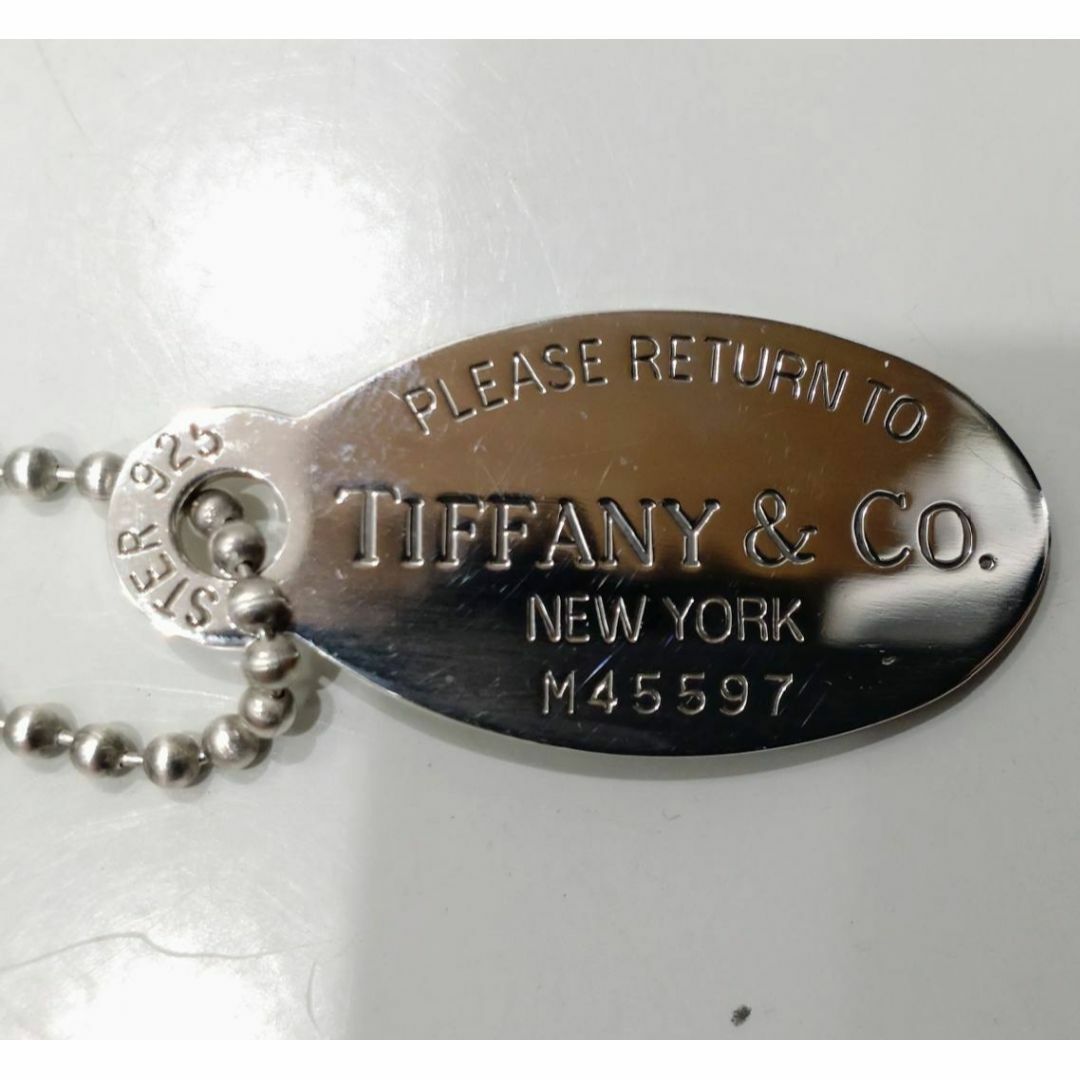 PLEASE RETURN TO
TIFFANY & CO.
NEW YORK
M45597
STER 925